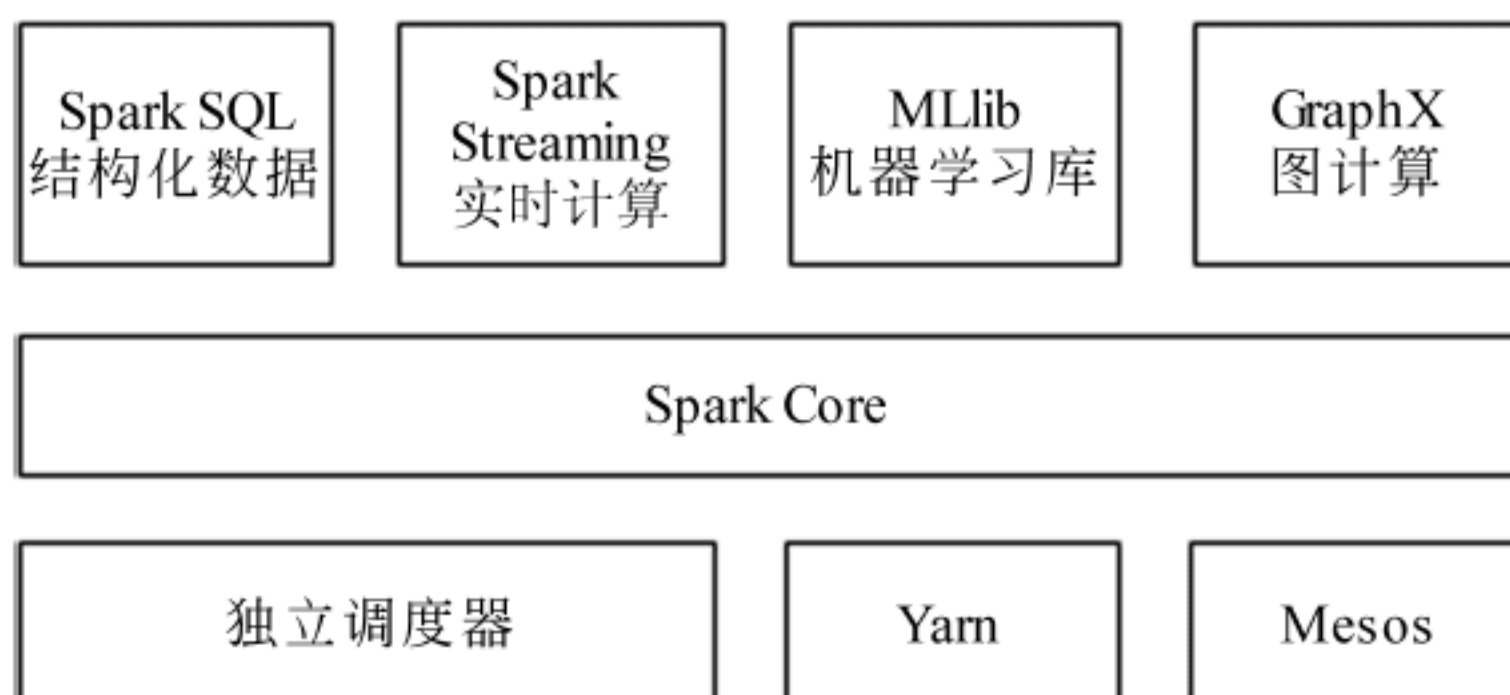 Spark SQL
结构化数据
Spark
Streaming
实时计算
MLlib
机器学习库
GraphX
图计算
Spark Core
独立调度器
Yarn
Mesos